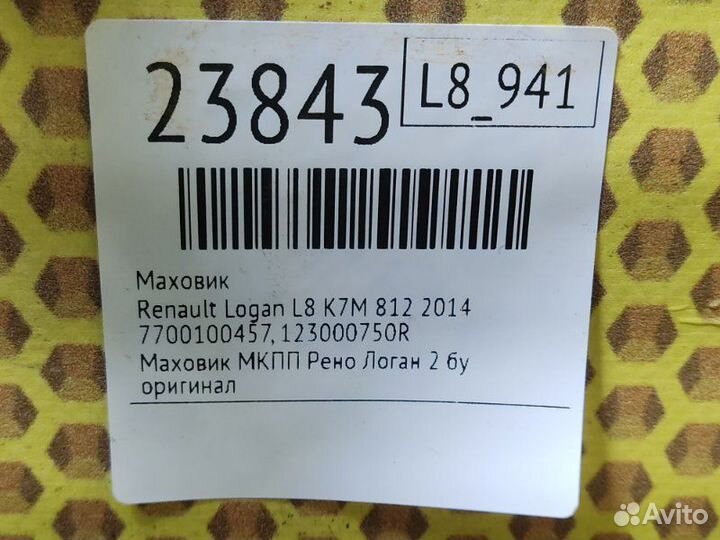 23843
L8_941
Маховик
Renault Logan L8 K7M 812 2014
7700100457, 123000750R
Маховик МКПП Рено Логан 2 бу
оригинал
Avito